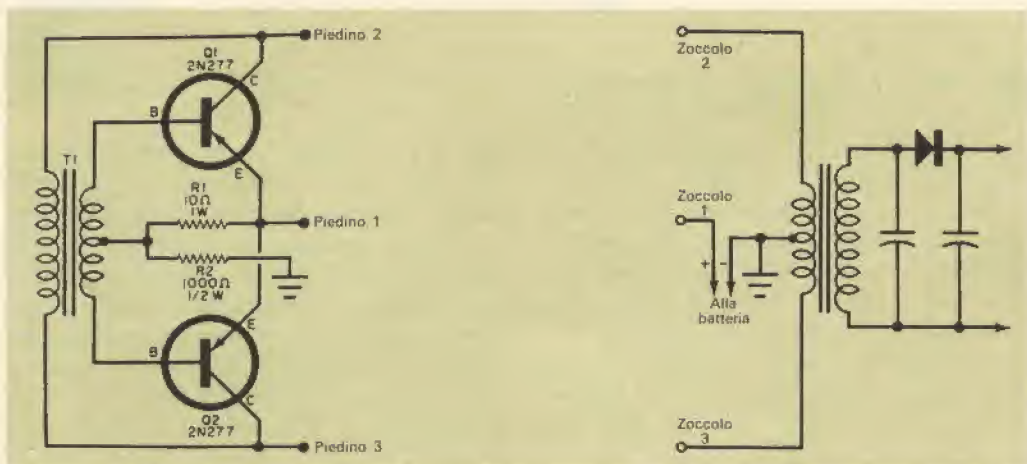 Piedino 2
Q1
2N277
C
B
E
T1
R1
10Ω
1W
Piedino 1
R2
1000Ω
1/2 W
E
B
C
Q2
2N277
Piedino 3
Zoccolo
2
Zoccolo
1
+ -
Alla
batteria
Zoccolo
3